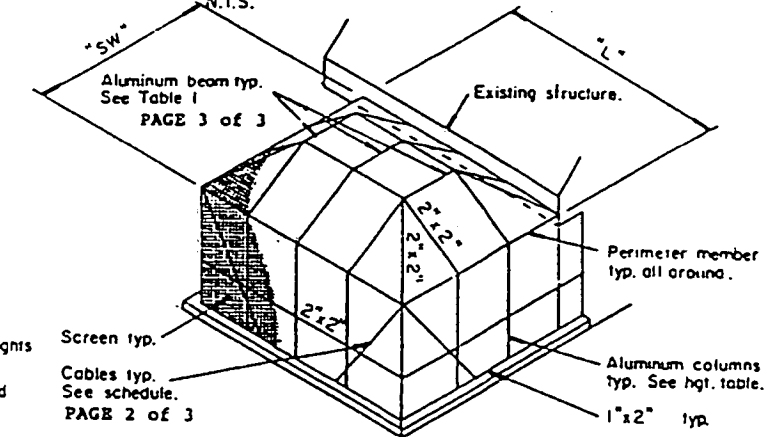 N.T.S.
"SW"
"L"
Aluminum beam typ.
See Table 1
PAGE 3 of 3
Existing structure.
2"x2"
2"x2"
2"x2"
Perimeter member
typ. all around.
Screen typ.
Cables typ.
See schedule.
PAGE 2 of 3
Aluminum columns
typ. See hgt. table.
1"x2" typ.